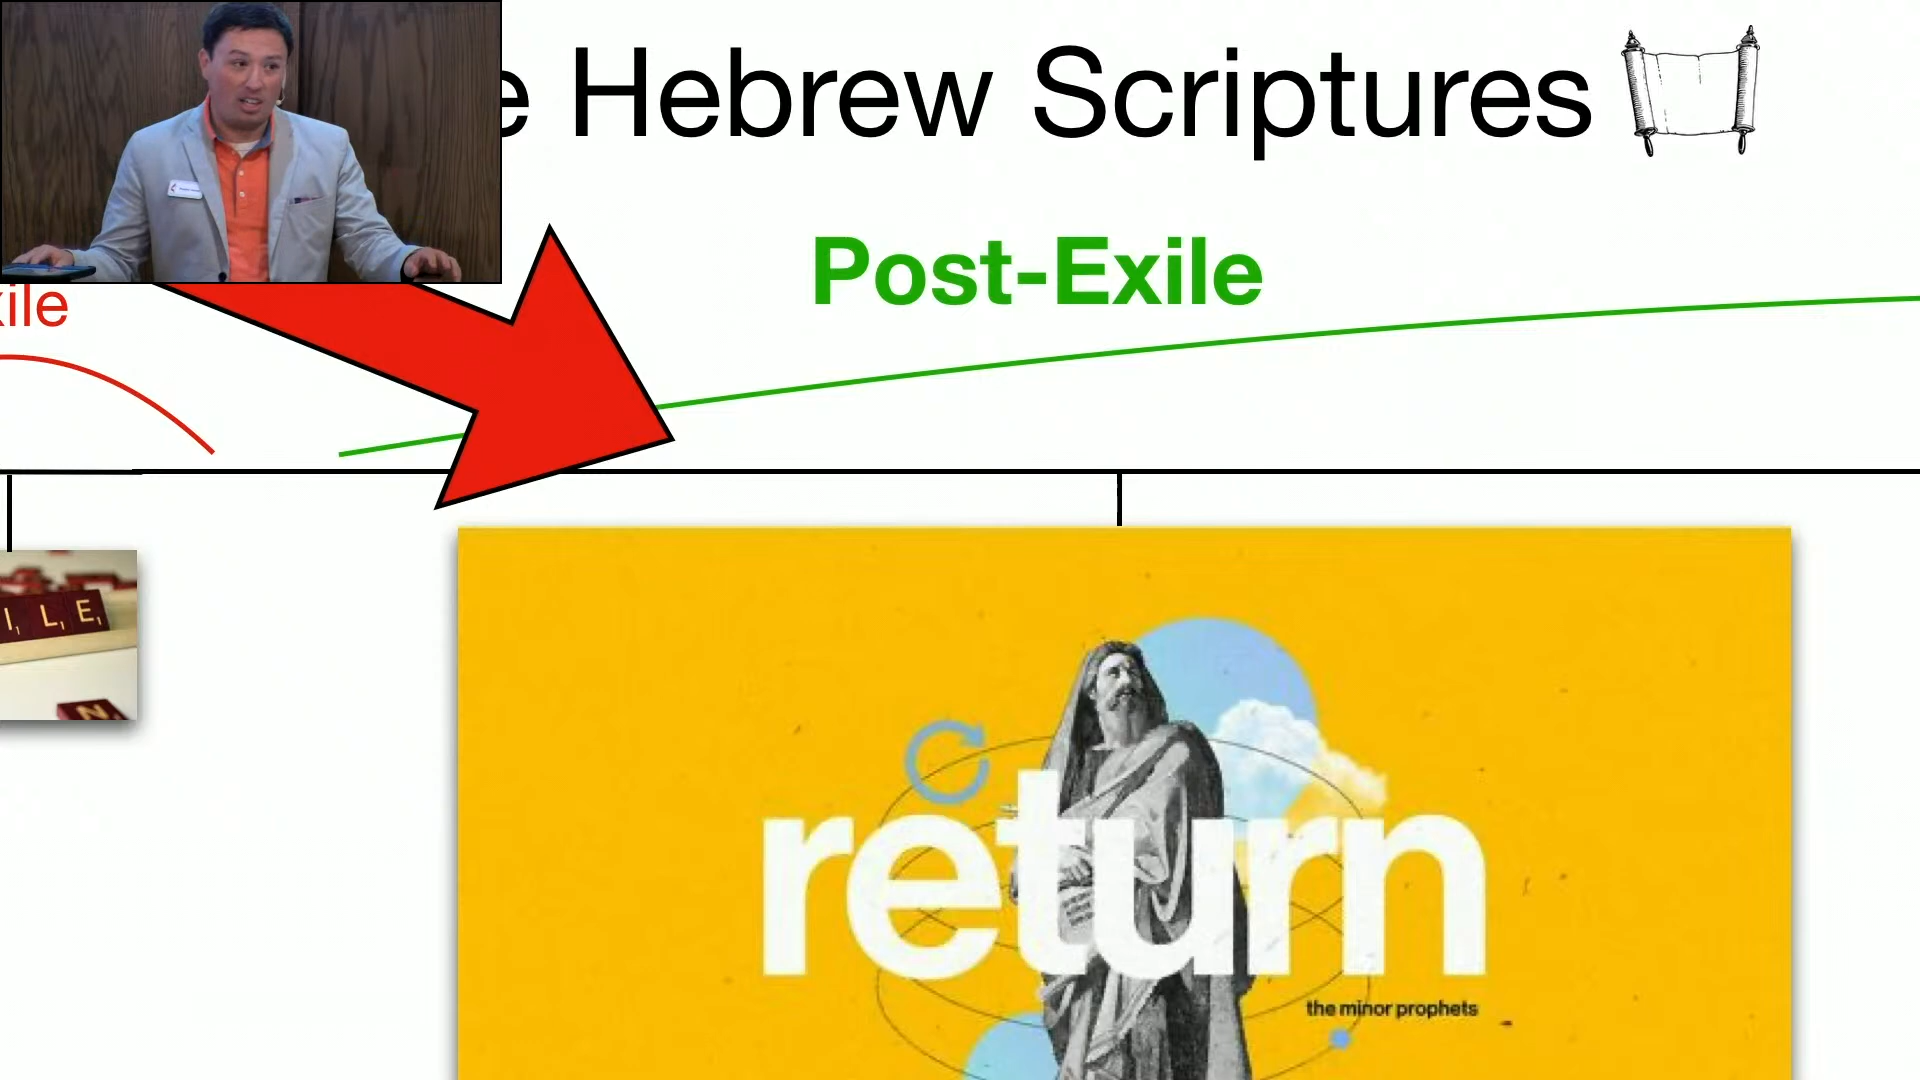 e Hebrew Scriptures
Post-Exile
xile
I L E
N
return
the minor prophets